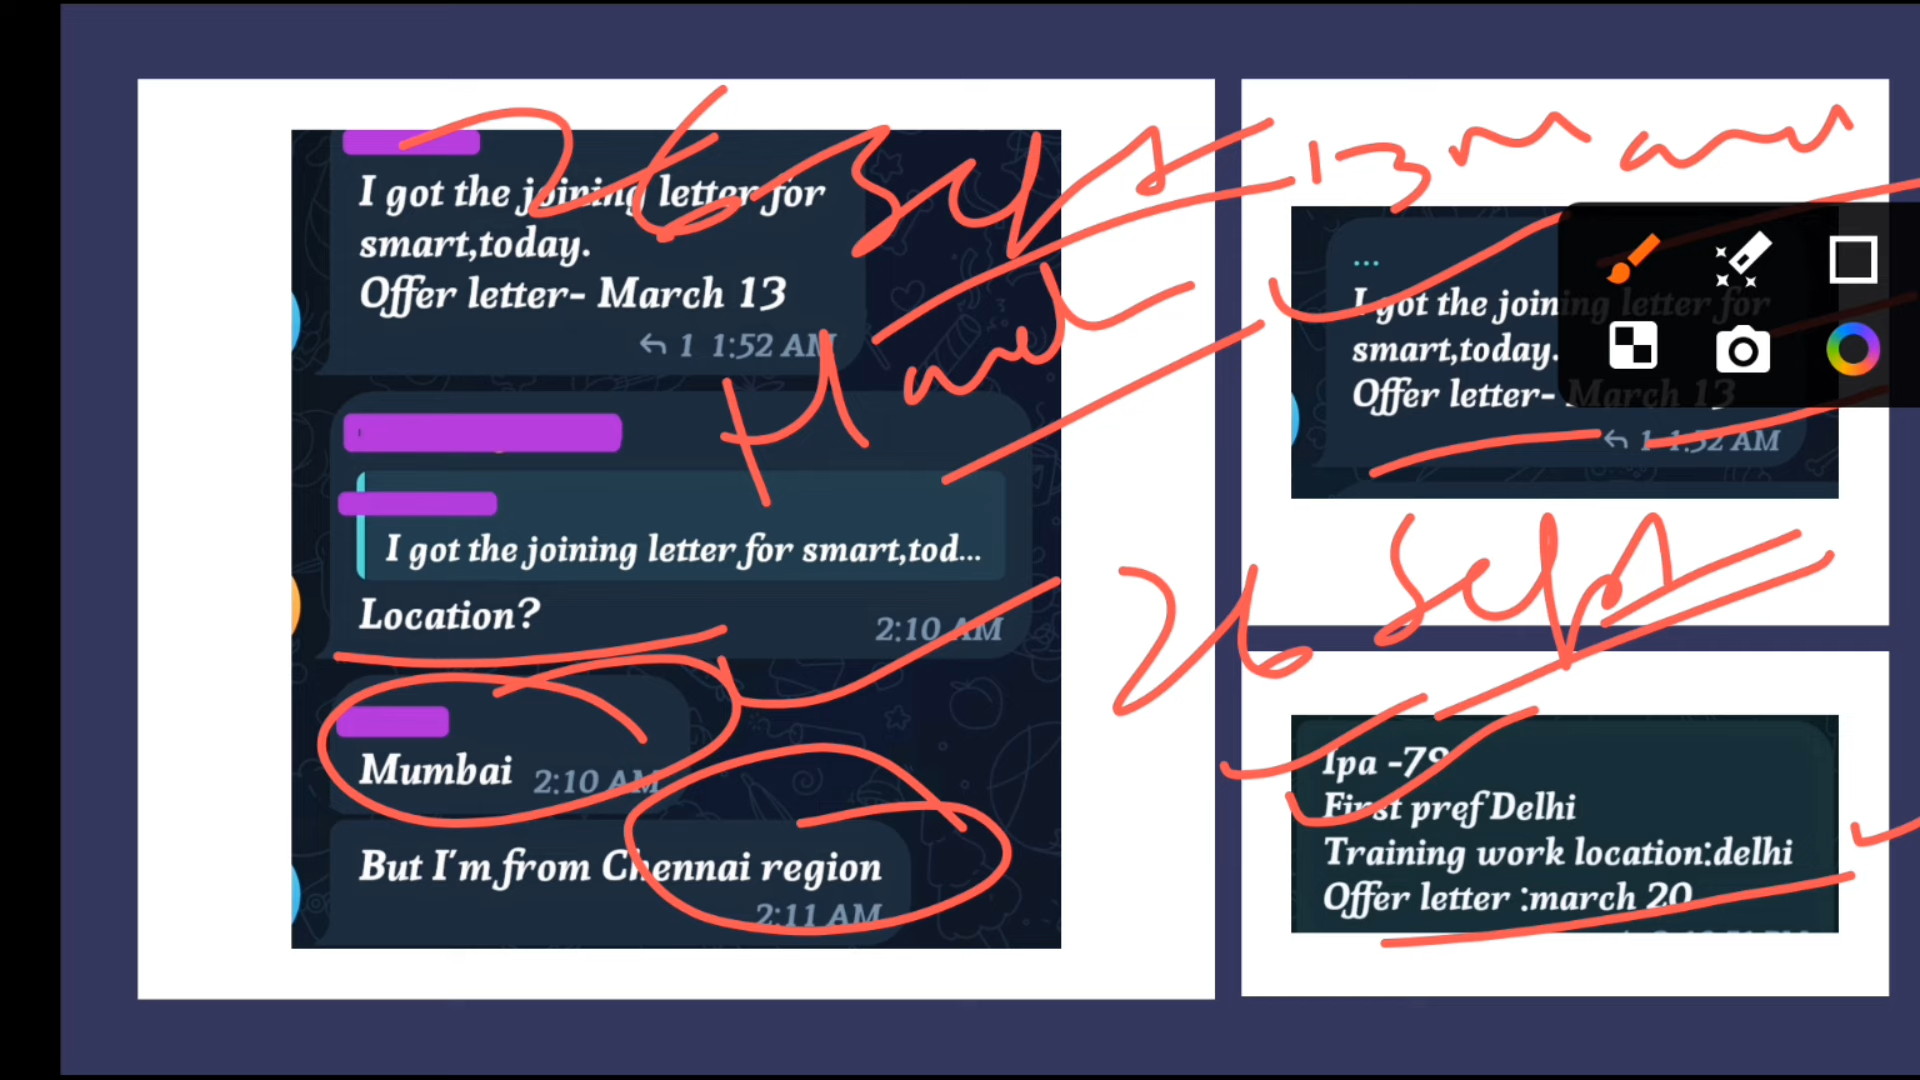 26 Sept
I got the joining letter for
smart,today.
Offer letter- March 13
1 1:52 AM
I got the joining letter for smart,tod...
Location?
2:10 AM
Mumbai 2:10 AM
But I'm from Chennai region
2:11 AM
13 
...
I got the joining letter for
smart,today.
Offer letter- March 13
1 1:52 AM
26 Sept
Ipa -78
First pref Delhi
Training work location:delhi
Offer letter :march 20